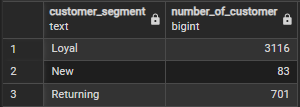 customer_segment number_of_customer
text bigint
1 Loyal 3116
2 New 83
3 Returning 701